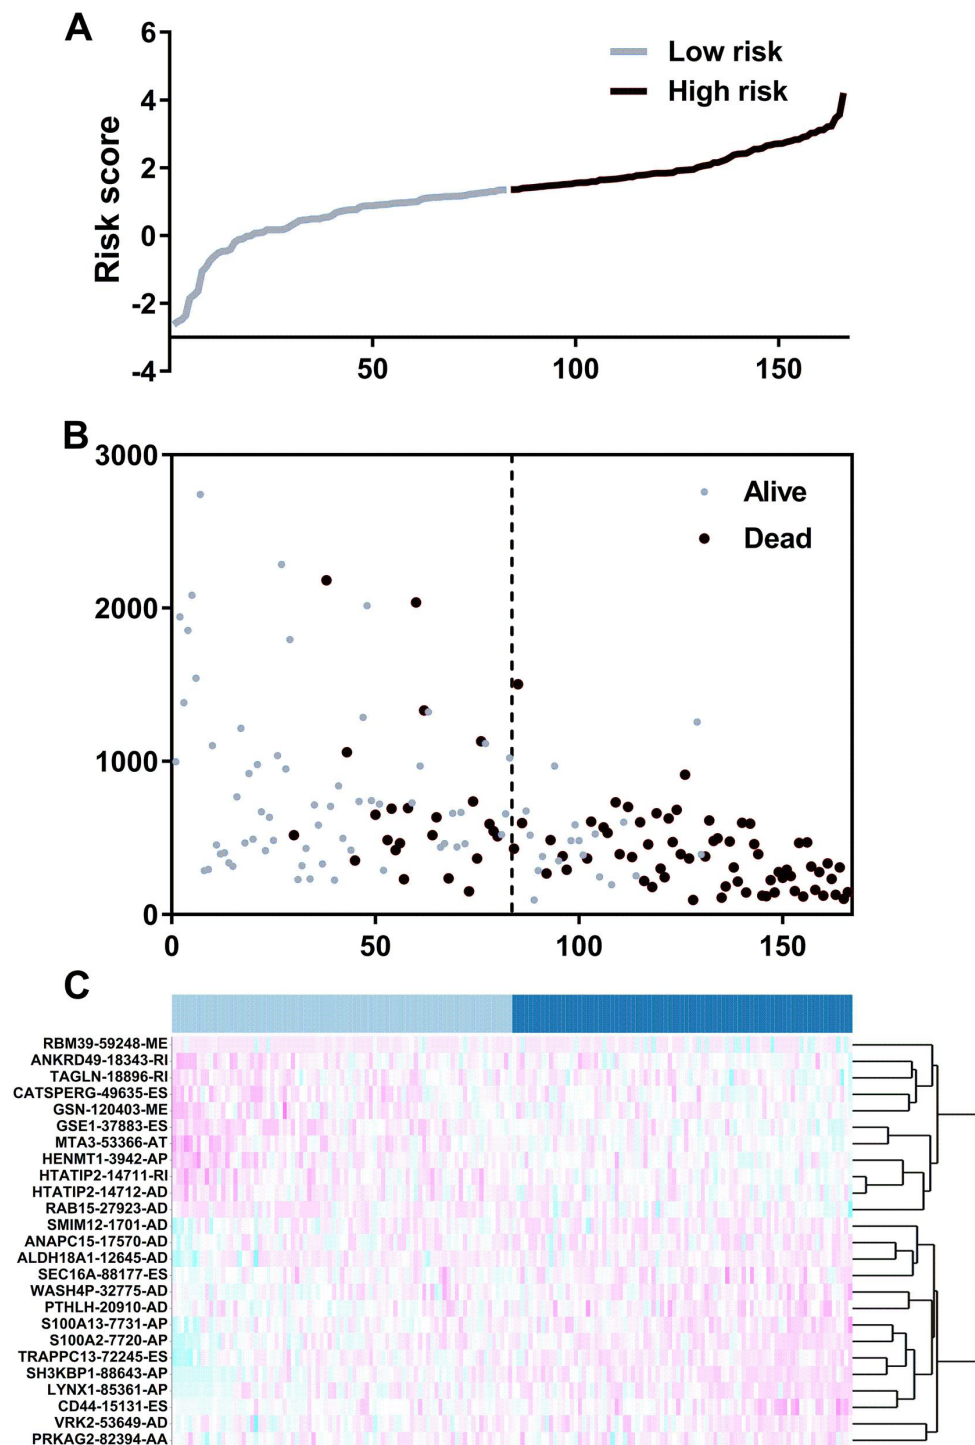 A
6
4
2
0
-2
-4
Risk score
Low risk
High risk
50
100
150
B
3000
2000
1000
0
Alive
Dead
0
50
100
150
C
RBM39-59248-ME
ANKRD49-18343-RI
TAGLN-18896-RI
CATSPERG-49635-ES
GSN-120403-ME
GSE1-37883-ES
MTA3-53366-AT
HENMT1-3942-AP
HTATIP2-14711-RI
HTATIP2-14712-AD
RAB15-27923-AD
SMIM12-1701-AD
ANAPC15-17570-AD
ALDH18A1-12645-AD
SEC16A-88177-ES
WASH4P-32775-AD
PTHLH-20910-AD
S100A13-7731-AP
S100A2-7720-AP
TRAPPC13-72245-ES
SH3KBP1-88643-AP
LYNX1-85361-AP
CD44-15131-ES
VRK2-53649-AD
PRKAG2-82394-AA